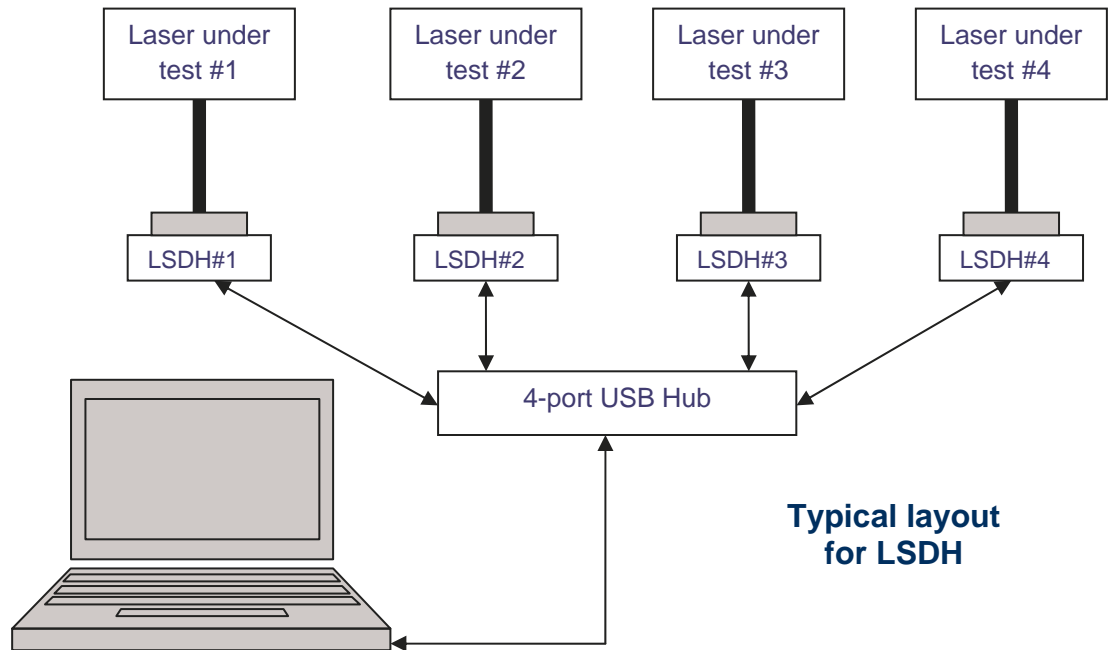 Laser under
test #1
Laser under
test #2
Laser under
test #3
Laser under
test #4
LSDH#1
LSDH#2
LSDH#3
LSDH#4
4-port USB Hub
Typical layout
for LSDH